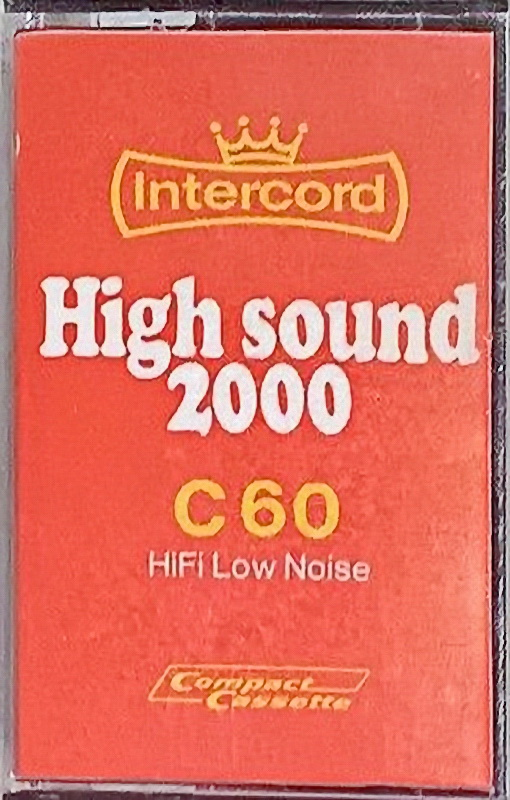 Intercord
High sound
2000
C 60
HiFi Low Noise
Compact
Cassette